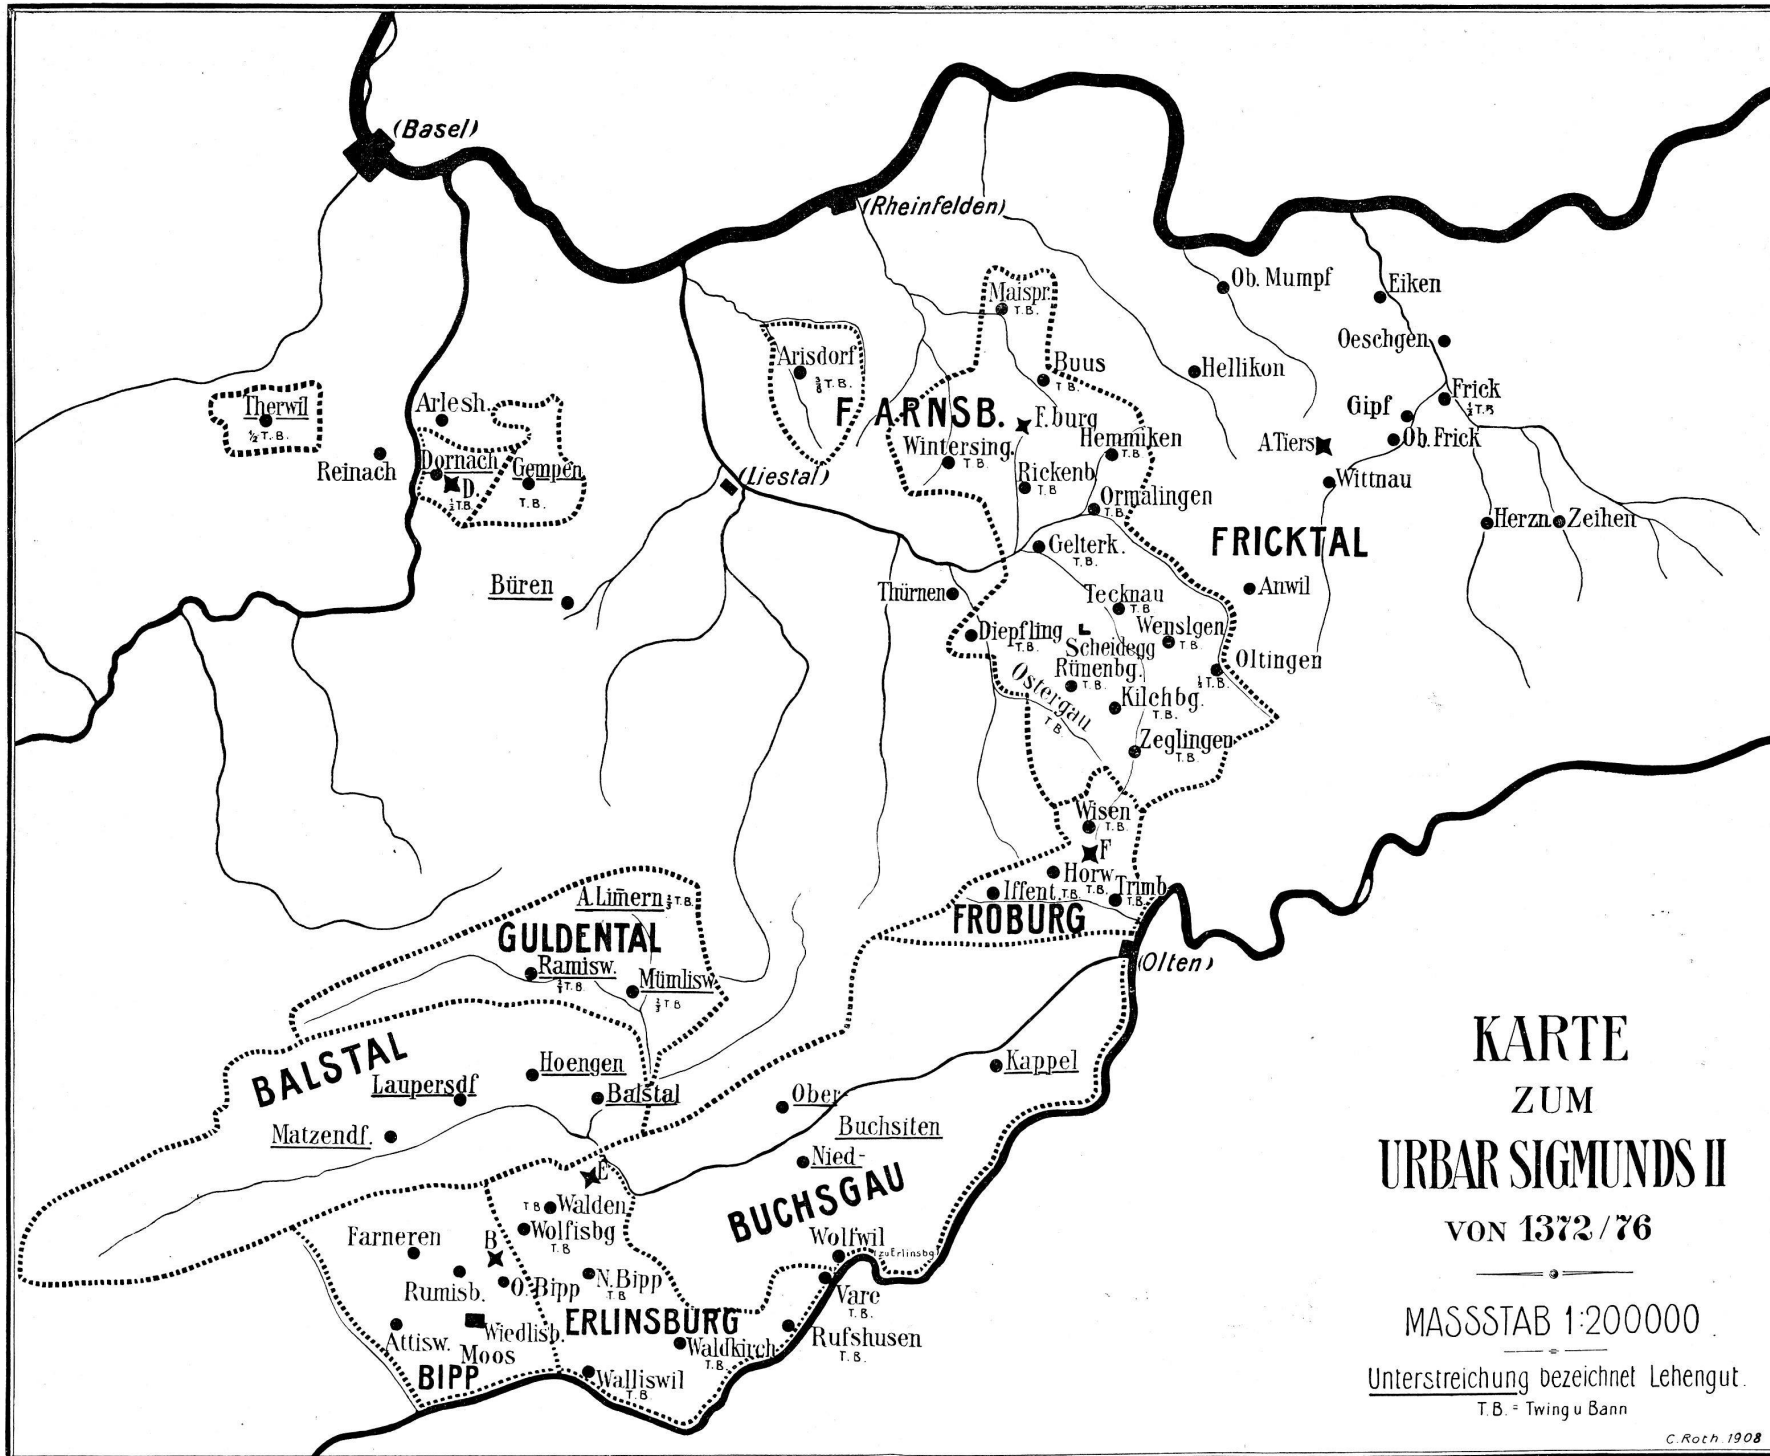 (Basel)
(Rheinfelden)
Ob. Mumpf
Eiken
Maispr.
T.B.
Oeschgen
Arisdorf
3/8 T.B.
Buus
T.B.
Hellikon
Frick
1/2 T.B.
Gipf
Therwil
1/2 T.B.
Arlesh.
F. ARNSB.
F. burg
Hemmiken
T.B.
A Tiers
Ob. Frick
Wintersing.
T.B.
Reinach
Dornach
D.
1/2 T.B.
Gempen
T.B.
(Liestal)
Rickenb.
T.B
Wittnau
Ormalingen
T.B.
Herzn.
Zeihen
FRICKTAL
Gelterk.
T.B.
Büren
Thürnen
Tecknau
T.B
Anwil
Diepfling
T.B.
Scheidegg
Wenslgen
T.B.
Oltingen
T.B.
Rünenbg.
T.B.
Ostergau
T.B.
Kilchbg.
T.B.
Zeglingen
T.B.
Wisen
T.B.
F
Horw.
T.B.
Iffent.
T.B.
Trimb.
T.B.
FROBURG
A. Lim̄ern
T.B.
GULDENTAL
Ramisw.
T.B.
Mümlisw.
T B
(Olten)
BALSTAL
Hoengen
Laupersdf
Balstal
Matzendf.
Kappel
Ober-
Buchsiten
Nied-
BUCHSGAU
E
T B
Walden
Wolfisbg
T.B
Farneren
B
Wolfwil
(zu Erlinsbg)
Rumisb.
O. Bipp
N. Bipp
T B
Vare
T.B.
Attisw.
Wiedlisb.
ERLINSBURG
Rufshusen
T.B.
Moos
Waldkirch
T.B.
BIPP
Walliswil
T.B
KARTE
ZUM
URBAR SIGMUNDS II
VON 1372/76
MASSSTAB 1:200000.
Unterstreichung bezeichnet Lehengut.
T.B. = Twing u Bann
C. Roth. 1908